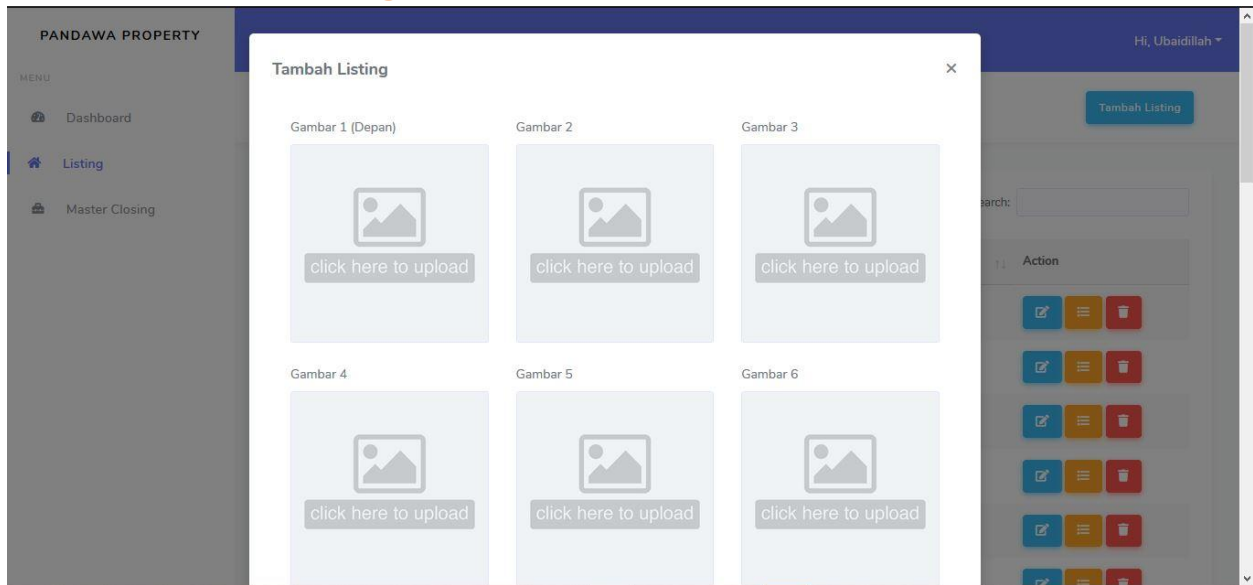 PANDAWA PROPERTY
Hi, Ubaidillah
MENU
Dashboard
Listing
Master Closing
Tambah Listing
Tambah Listing
×
Gambar 1 (Depan)
Gambar 2
Gambar 3
click here to upload
click here to upload
click here to upload
Gambar 4
Gambar 5
Gambar 6
click here to upload
click here to upload
click here to upload
earch:
Action